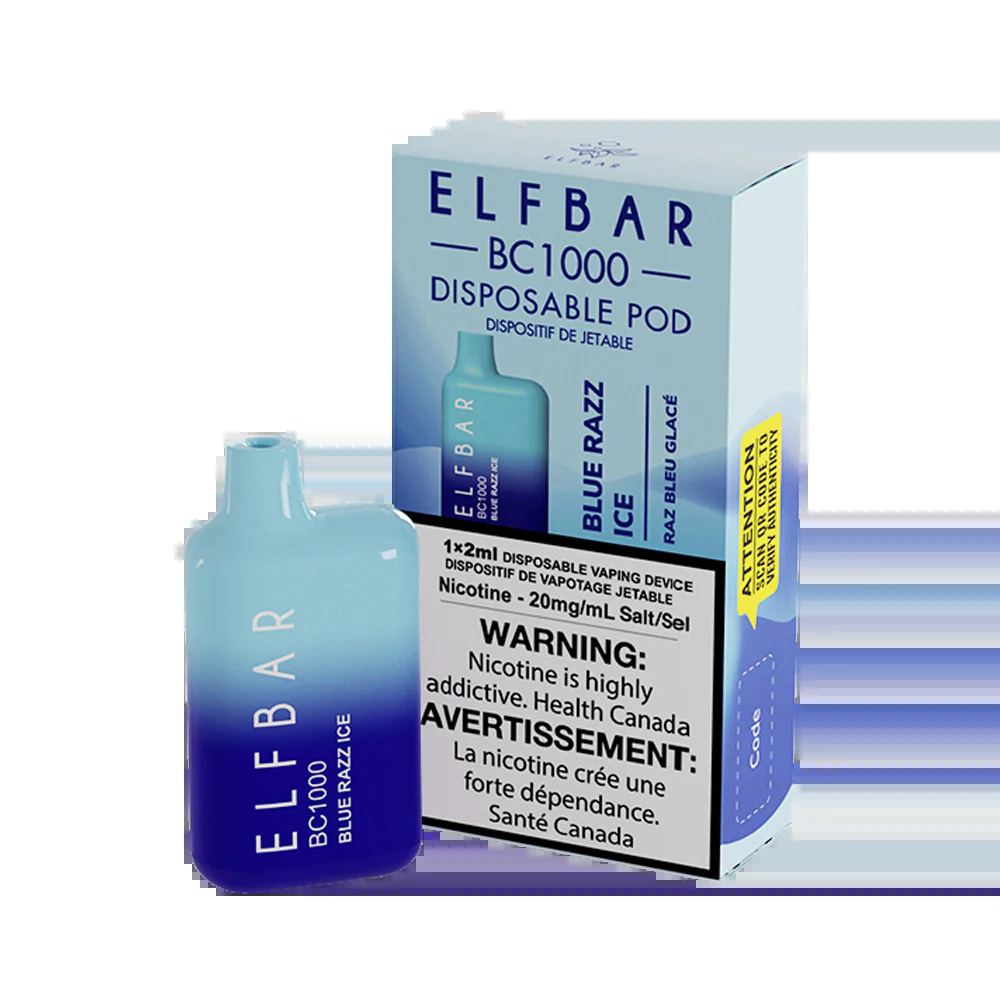 ELFBAR
ELFBAR
BC1000
DISPOSABLE POD
DISPOSITIF DE JETABLE
ELFBAR
BC1000
BLUE RAZZ ICE
BLUE RAZZ
ICE
RAZ BLEU GLACÉ
ATTENTION
SCAN QR CODE TO
VERIFY AUTHENTICITY
Code
1×2ml DISPOSABLE VAPING DEVICE
DISPOSITIF DE VAPOTAGE JETABLE
Nicotine - 20mg/mL Salt/Sel
WARNING:
Nicotine is highly
addictive. Health Canada
AVERTISSEMENT:
La nicotine crée une
forte dépendance.
Santé Canada
ELFBAR
BC1000
BLUE RAZZ ICE